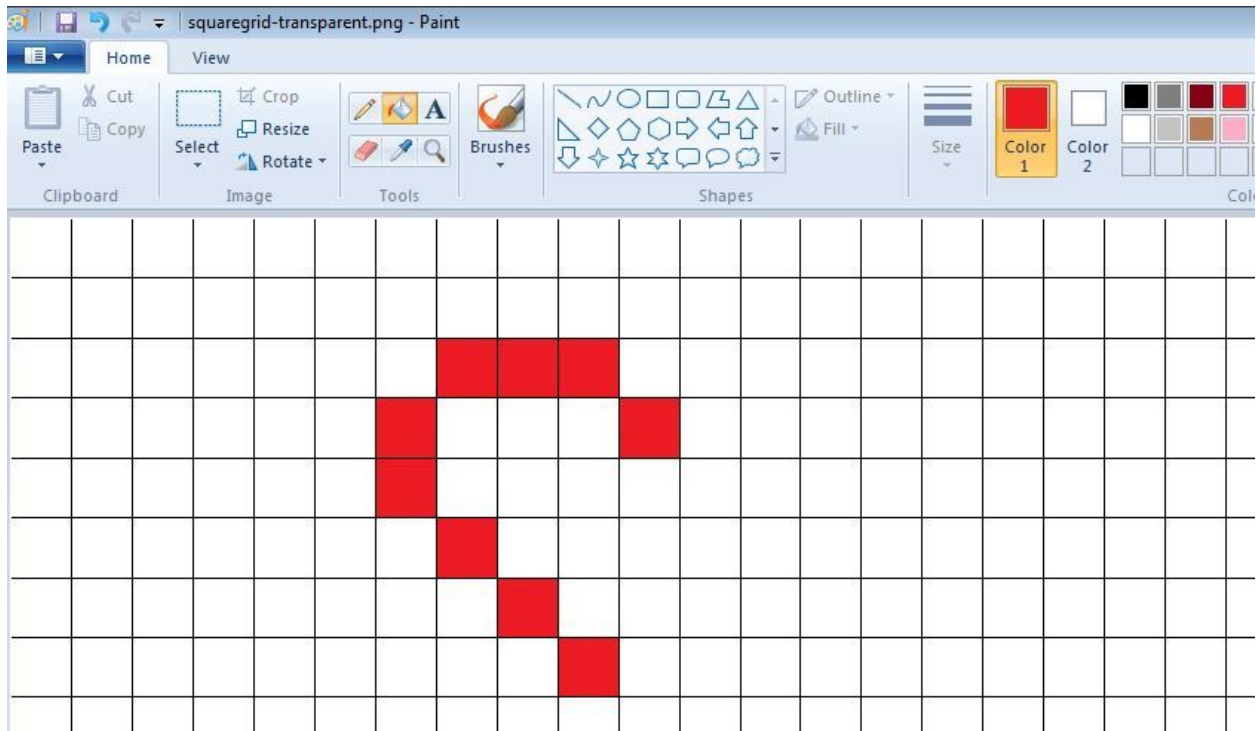 squaregrid-transparent.png - Paint
Home View
Cut Crop
Copy Resize
Paste Select Rotate A Brushes Outline Fill Size Color 1 Color 2
Clipboard Image Tools Shapes